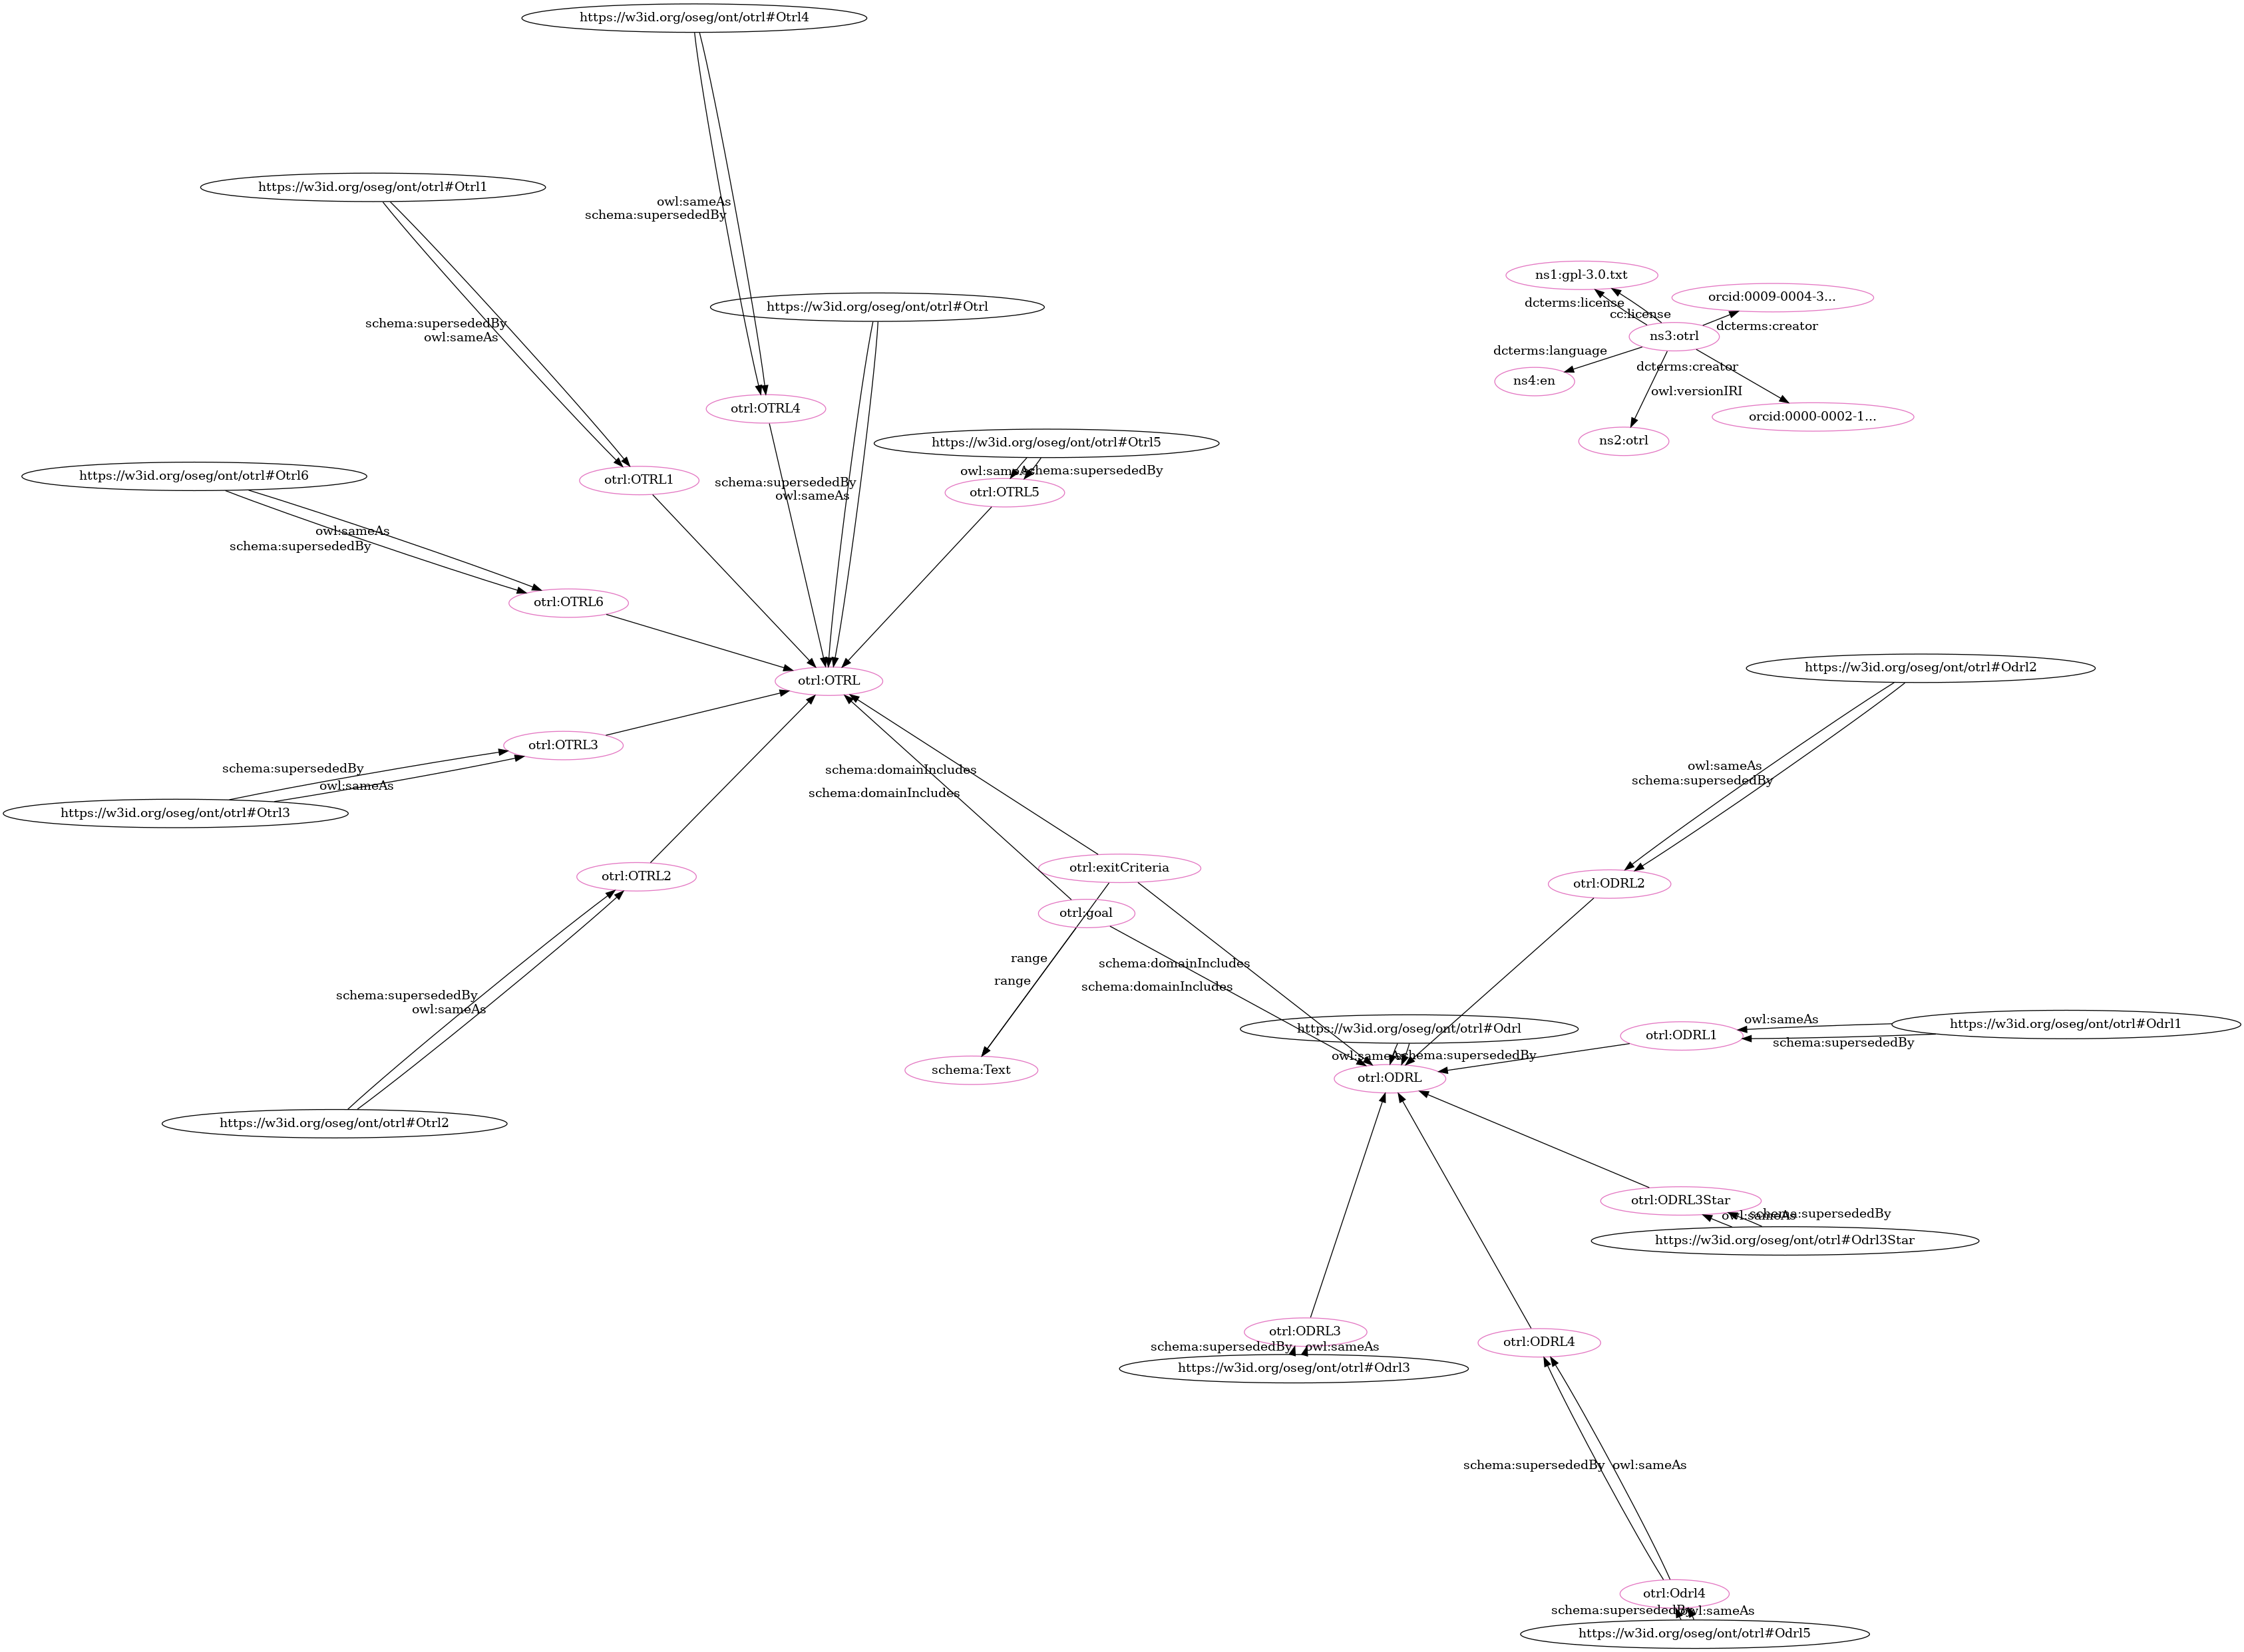 https://w3id.org/oseg/ont/otrl#Otrl4
https://w3id.org/oseg/ont/otrl#Otrl1
owl:sameAs
schema:supersededBy
ns1:gpl-3.0.txt
orcid:0009-0004-3...
dcterms:license
cc:license
https://w3id.org/oseg/ont/otrl#Otrl
schema:supersededBy
owl:sameAs
dcterms:creator
ns3:otrl
dcterms:language
dcterms:creator
ns4:en
owl:versionIRI
otrl:OTRL4
orcid:0000-0002-1...
ns2:otrl
https://w3id.org/oseg/ont/otrl#Otrl5
owl:sameAs
schema:supersededBy
https://w3id.org/oseg/ont/otrl#Otrl6
otrl:OTRL1
schema:supersededBy
owl:sameAs
otrl:OTRL5
owl:sameAs
schema:supersededBy
otrl:OTRL6
otrl:OTRL
https://w3id.org/oseg/ont/otrl#Odrl2
otrl:OTRL3
schema:supersededBy
owl:sameAs
schema:domainIncludes
schema:domainIncludes
owl:sameAs
schema:supersededBy
https://w3id.org/oseg/ont/otrl#Otrl3
otrl:OTRL2
otrl:exitCriteria
otrl:ODRL2
otrl:goal
range
schema:domainIncludes
range
schema:domainIncludes
schema:supersededBy
owl:sameAs
https://w3id.org/oseg/ont/otrl#Odrl
owl:sameAs
otrl:ODRL1
https://w3id.org/oseg/ont/otrl#Odrl1
schema:supersededBy
owl:sameAs
schema:supersededBy
schema:Text
otrl:ODRL
https://w3id.org/oseg/ont/otrl#Otrl2
otrl:ODRL3Star
owl:sameAs
schema:supersededBy
https://w3id.org/oseg/ont/otrl#Odrl3Star
otrl:ODRL3
otrl:ODRL4
schema:supersededBy
owl:sameAs
https://w3id.org/oseg/ont/otrl#Odrl3
schema:supersededBy
owl:sameAs
otrl:Odrl4
schema:supersededBy
owl:sameAs
https://w3id.org/oseg/ont/otrl#Odrl5